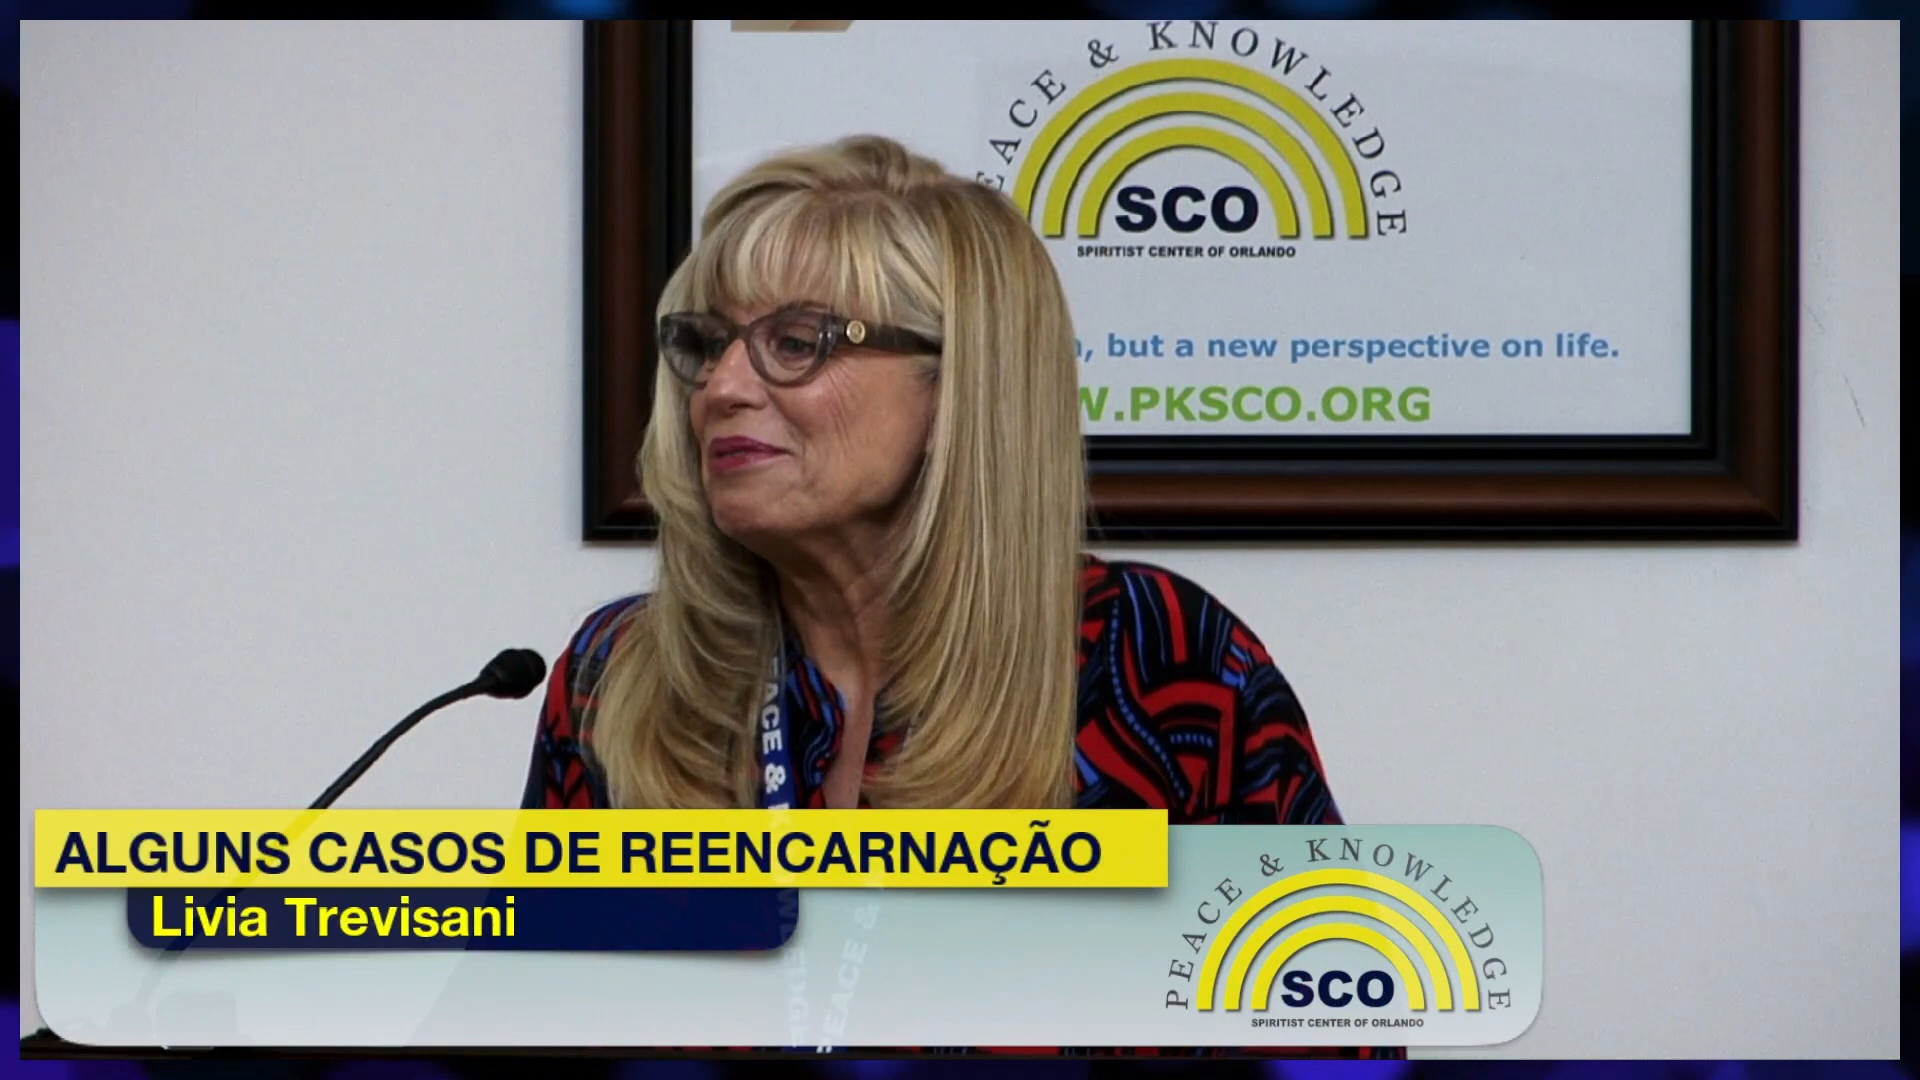 PEACE & KNOWLEDGE
SCO
SPIRITIST CENTER OF ORLANDO
, but a new perspective on life.
W.PKSCO.ORG
PEACE &
ALGUNS CASOS DE REENCARNAÇÃO
Livia Trevisani
PEACE &
PEACE & KNOWLEDGE
SCO
SPIRITIST CENTER OF ORLANDO